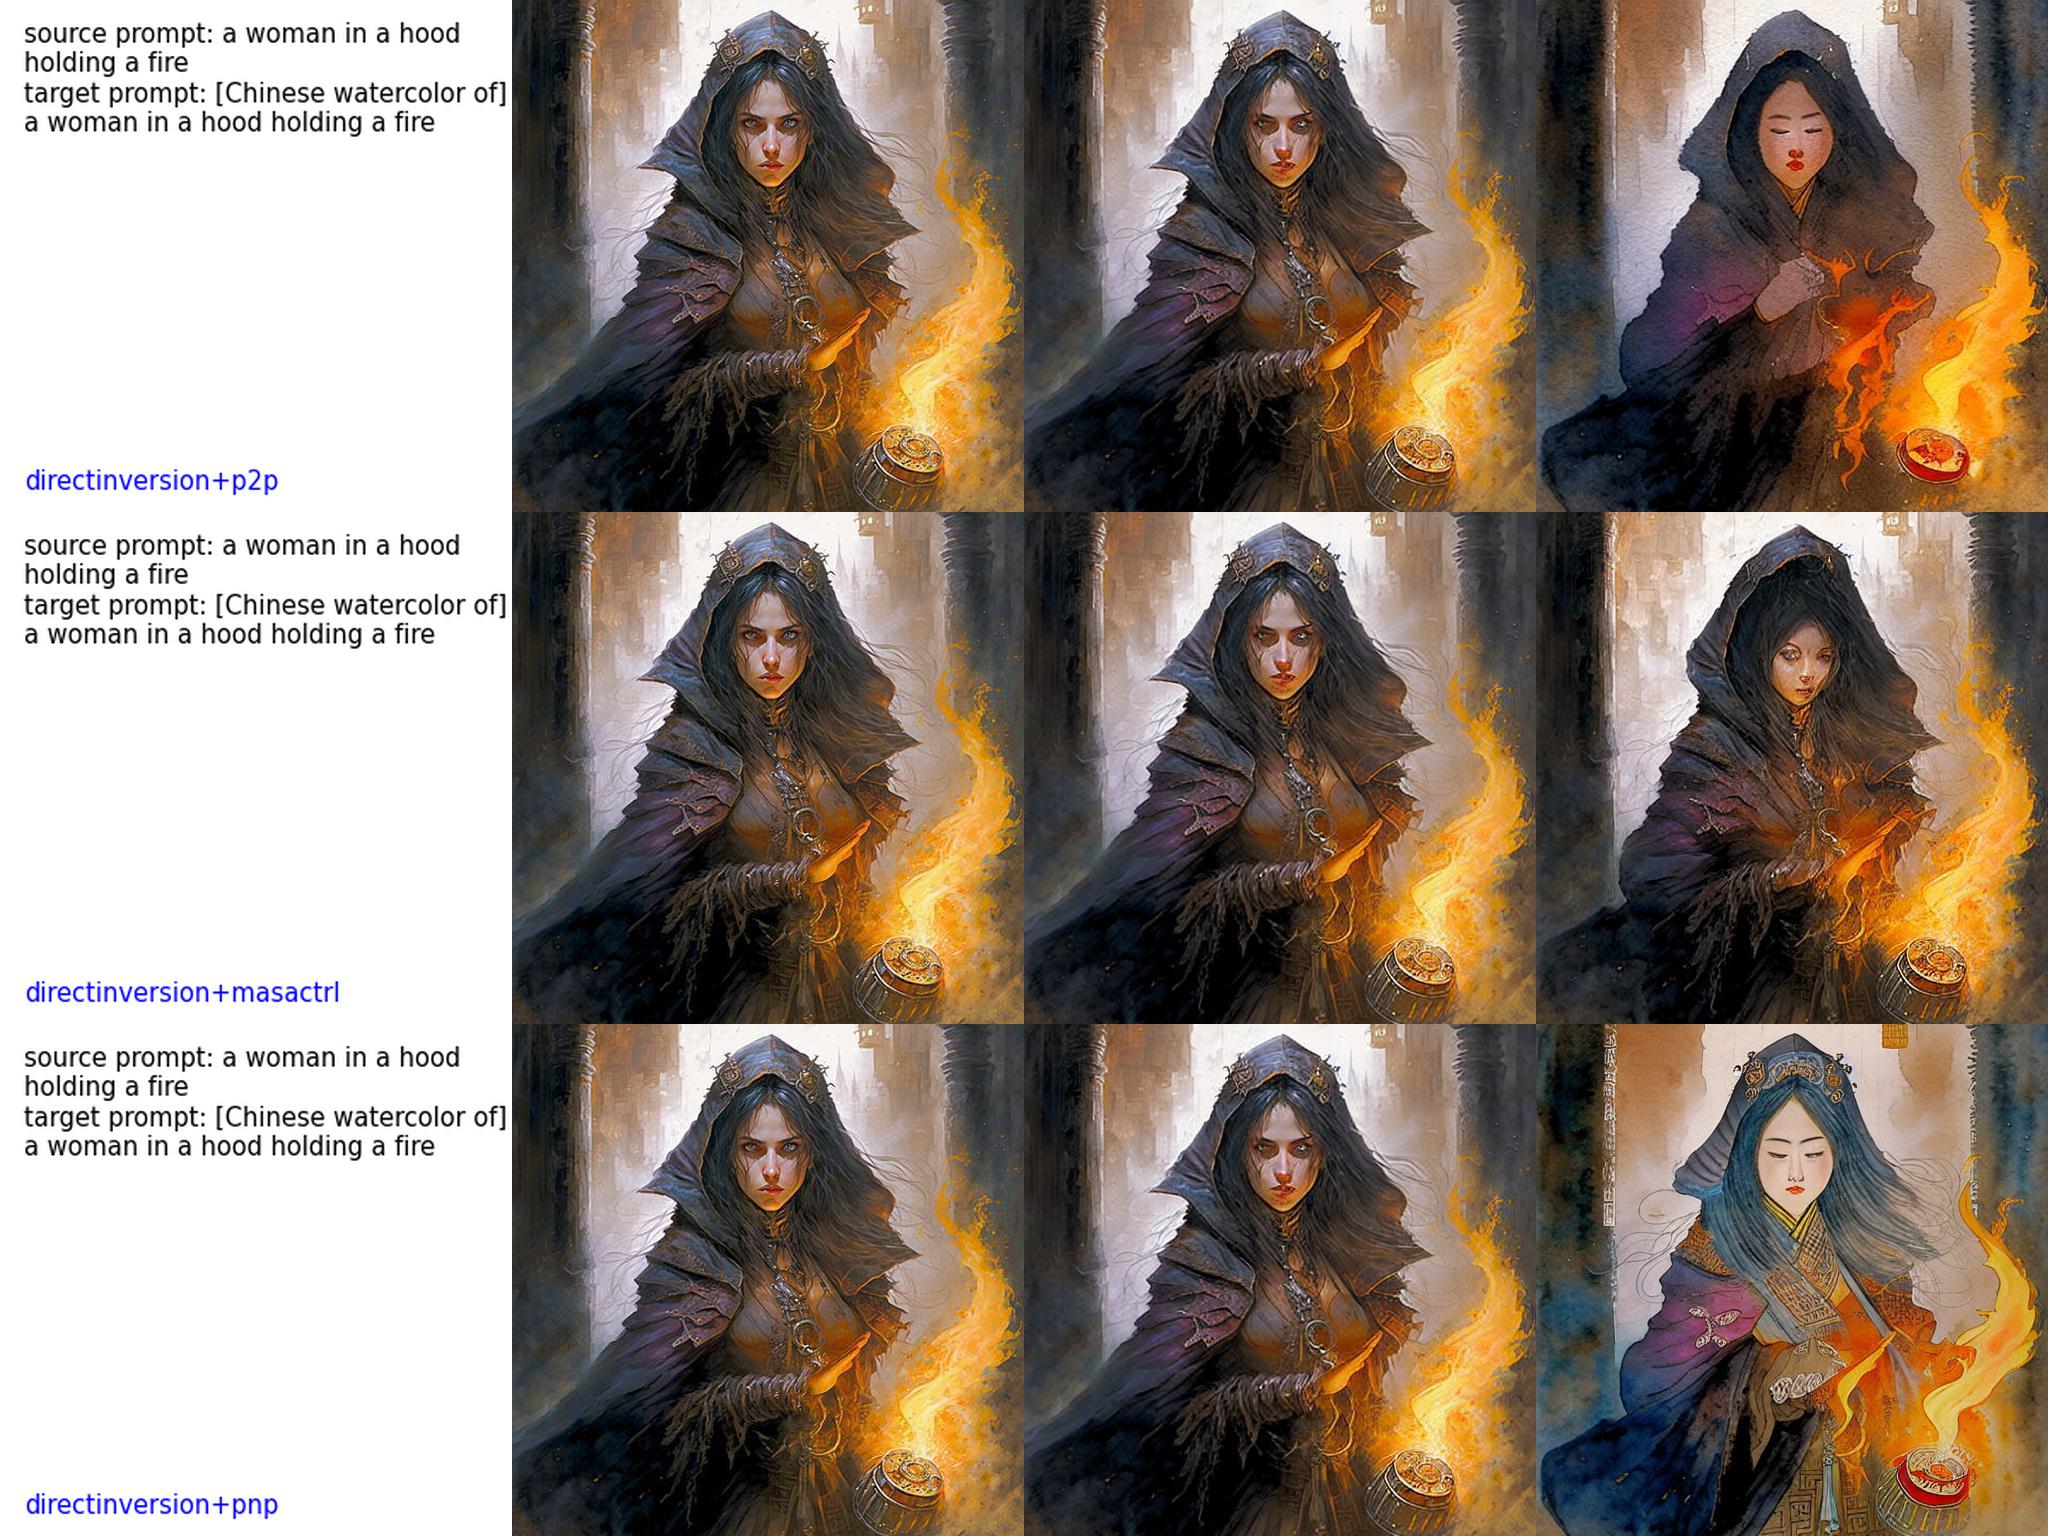 source prompt: a woman in a hood
holding a fire
target prompt: [Chinese watercolor of]
a woman in a hood holding a fire
directinversion+p2p
source prompt: a woman in a hood
holding a fire
target prompt: [Chinese watercolor of]
a woman in a hood holding a fire
directinversion+masactrl
source prompt: a woman in a hood
holding a fire
target prompt: [Chinese watercolor of]
a woman in a hood holding a fire
directinversion+pnp